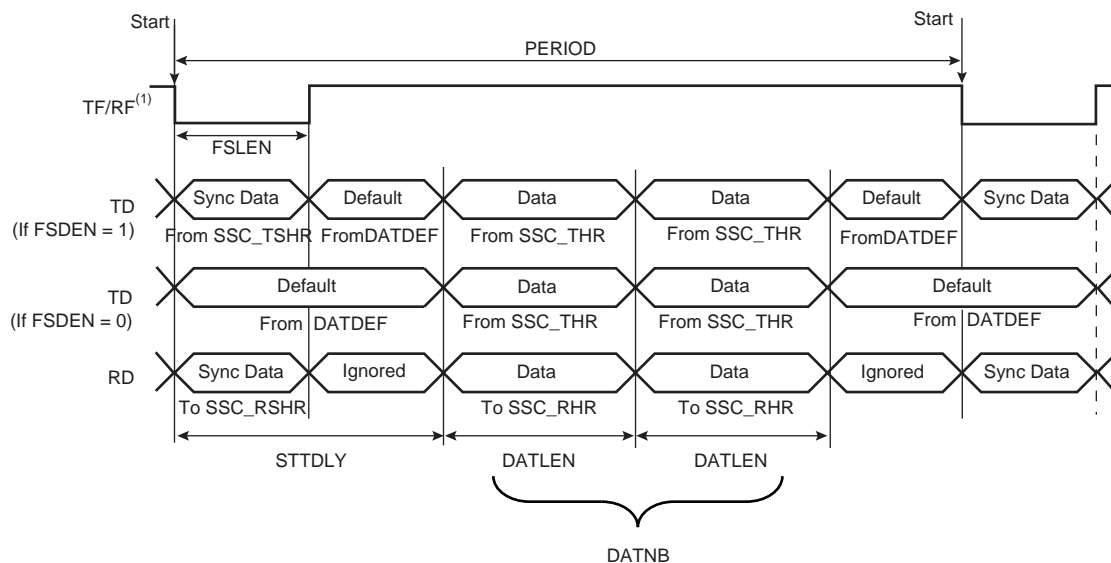 Start
Start
PERIOD
TF/RF(1)
FSLEN
TD
(If FSDEN = 1)
Sync Data
Default
Data
Data
Default
Sync Data
From SSC_TSHR
FromDATDEF
From SSC_THR
From SSC_THR
FromDATDEF
TD
(If FSDEN = 0)
Default
Data
Data
Default
From DATDEF
From SSC_THR
From SSC_THR
From DATDEF
RD
Sync Data
Ignored
Data
Data
Ignored
Sync Data
To SSC_RSHR
To SSC_RHR
To SSC_RHR
STTDLY
DATLEN
DATLEN
DATNB